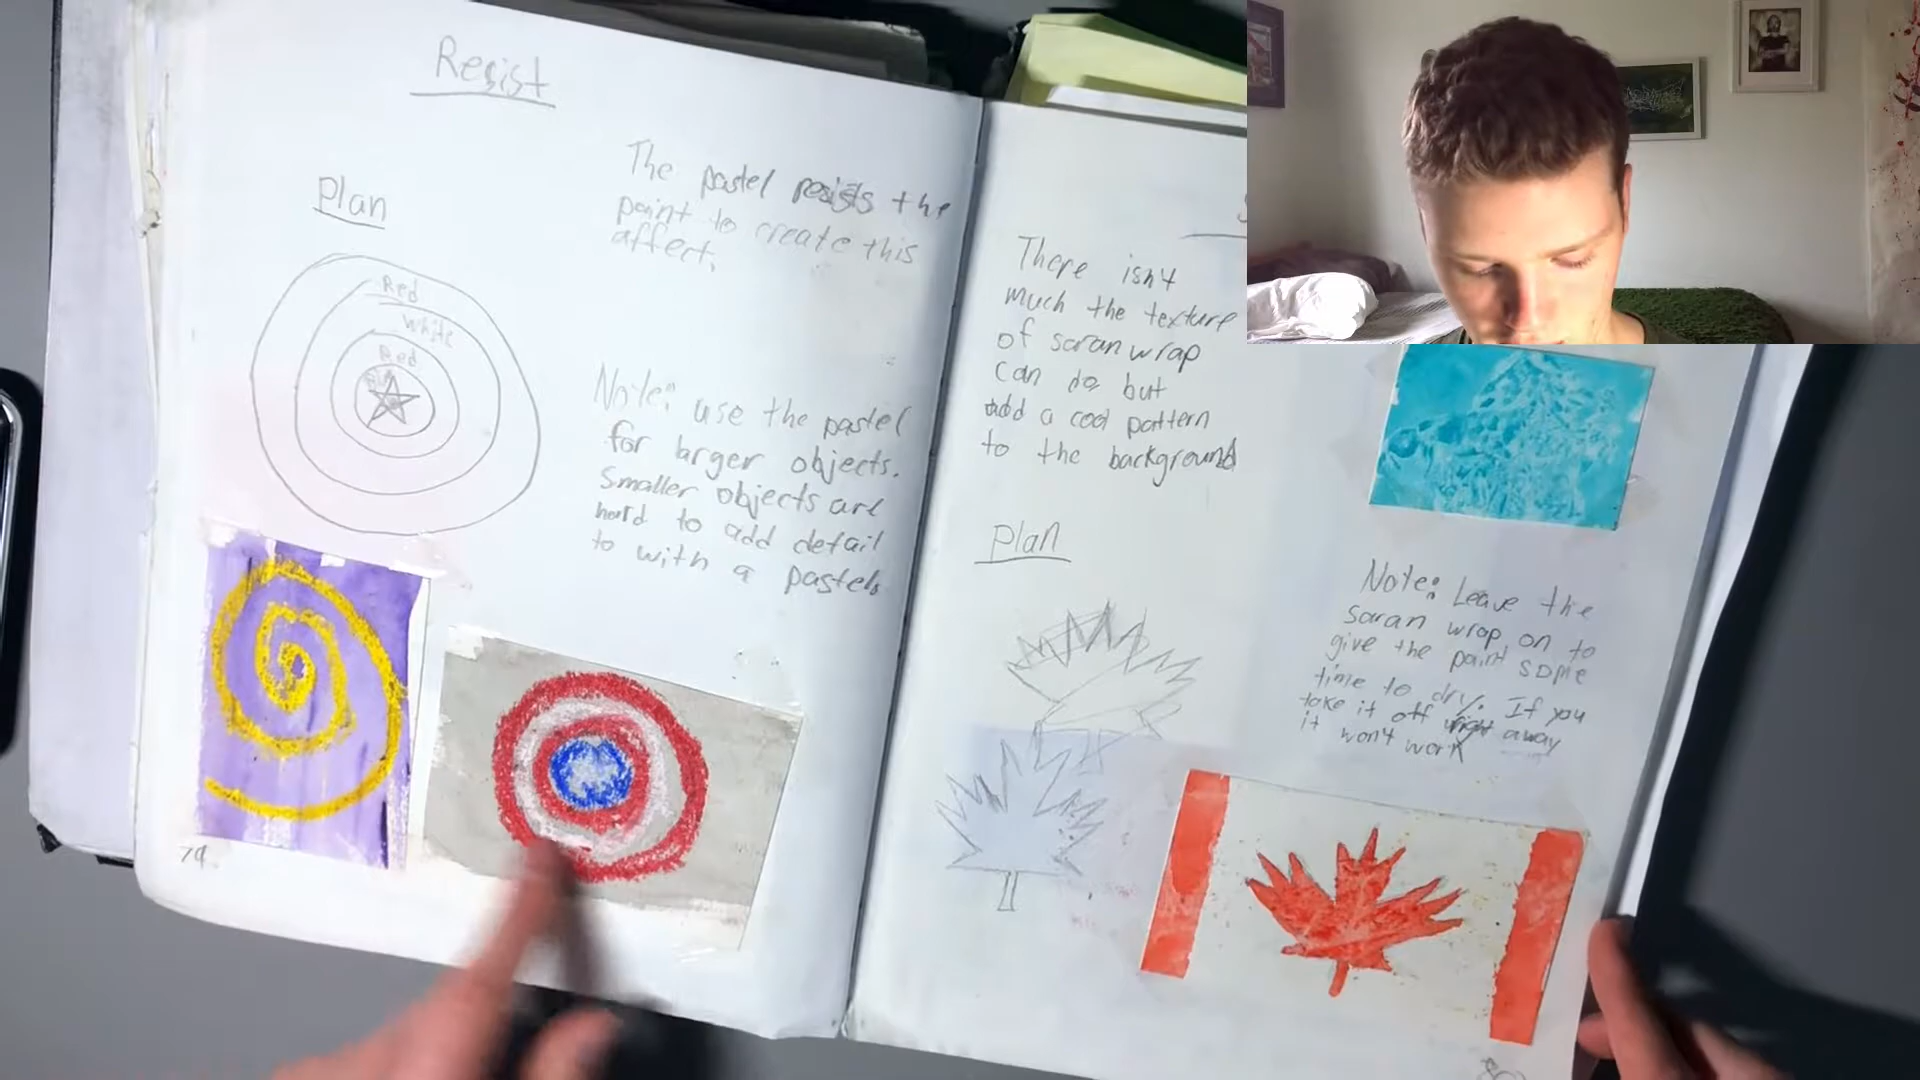 Resist
Plan
Red
White
Red
The pastel resists the
paint to create this
affect.
Note: use the pastel
for larger objects.
Smaller objects are
hard to add detail
to with a pastel.
79
There isn't
much the texture
of saran wrap
can do but
add a cool pattern
to the background
Plan
Note: Leave the
saran wrap on to
give the paint some
time to dry. If you
take it off right away
it won't work
80